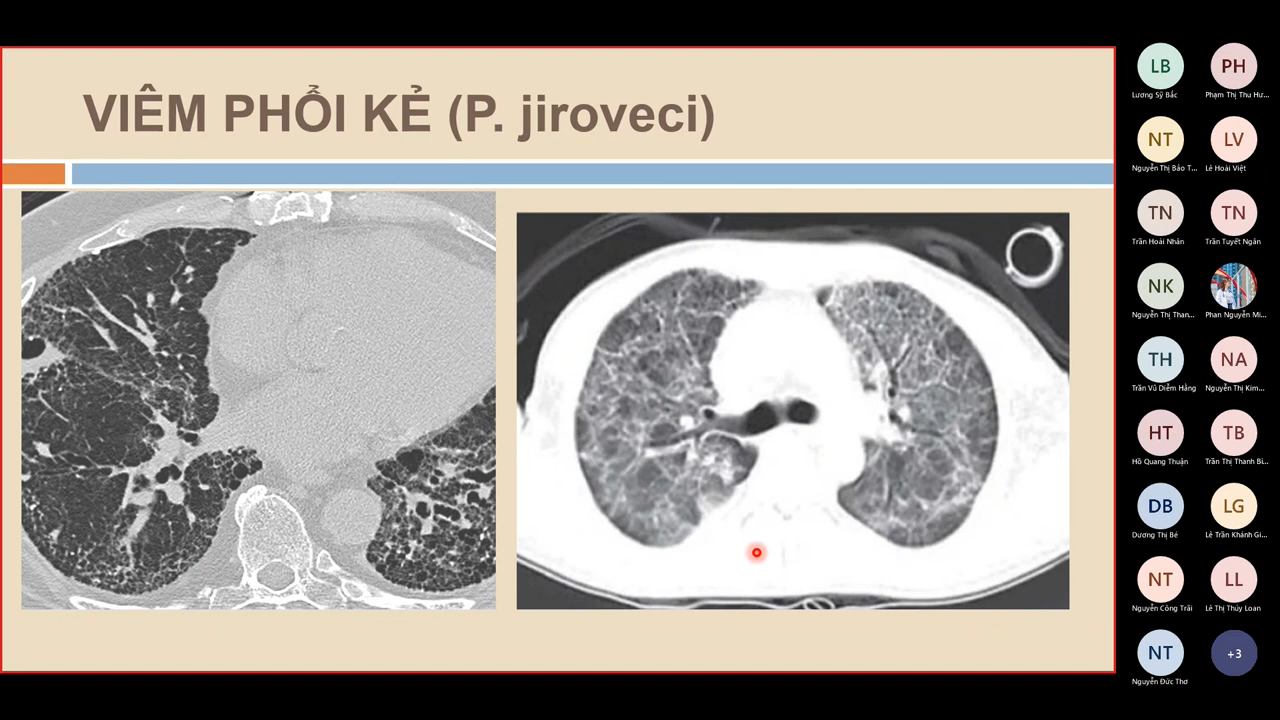 VIÊM PHỔI KẺ (P. jiroveci)
LB
Lương Sỹ Bắc
PH
Phạm Thị Thu Hư...
NT
Nguyễn Thị Bảo T...
LV
Lê Hoài Việt
TN
Trần Hoài Nhân
TN
Trần Tuyết Ngân
NK
Nguyễn Thị Than...
Phan Nguyễn Mi...
TH
Trần Vũ Diễm Hằng
NA
Nguyễn Thị Kim...
HT
Hồ Quang Thuận
TB
Trần Thị Thanh Bì...
DB
Dương Thị Bé
LG
Lê Trần Khánh Gi...
NT
Nguyễn Công Trãi
LL
Lê Thị Thúy Loan
NT
Nguyễn Đức Thơ
+3